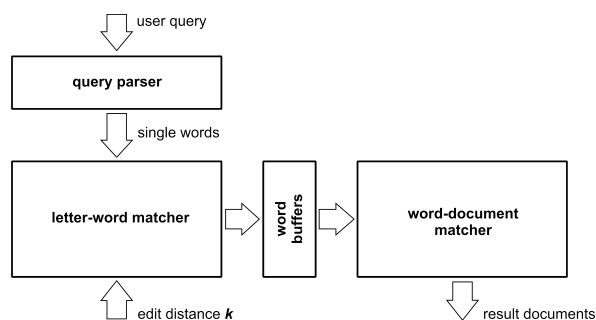 user query
query parser
single words
letter-word matcher
word
buffers
word-document
matcher
edit distance k
result documents